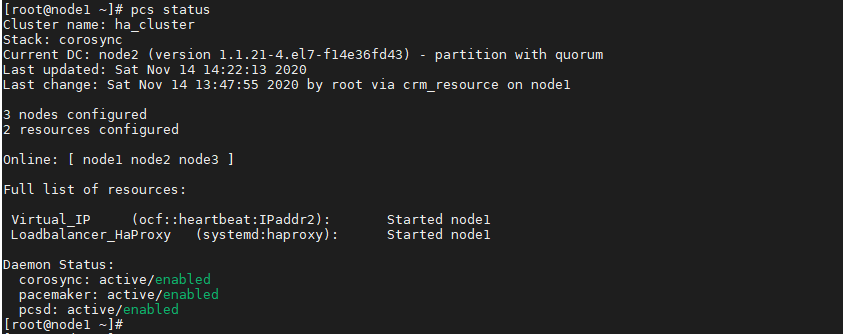 [root@node1 ~]# pcs status
Cluster name: ha_cluster
Stack: corosync
Current DC: node2 (version 1.1.21-4.el7-f14e36fd43) - partition with quorum
Last updated: Sat Nov 14 14:22:13 2020
Last change: Sat Nov 14 13:47:55 2020 by root via crm_resource on node1
3 nodes configured
2 resources configured
Online: [ node1 node2 node3 ]
Full list of resources:
Virtual_IP     (ocf::heartbeat:IPaddr2):       Started node1
Loadbalancer_HaProxy   (systemd:haproxy):      Started node1
Daemon Status:
corosync: active/enabled
pacemaker: active/enabled
pcsd: active/enabled
[root@node1 ~]#